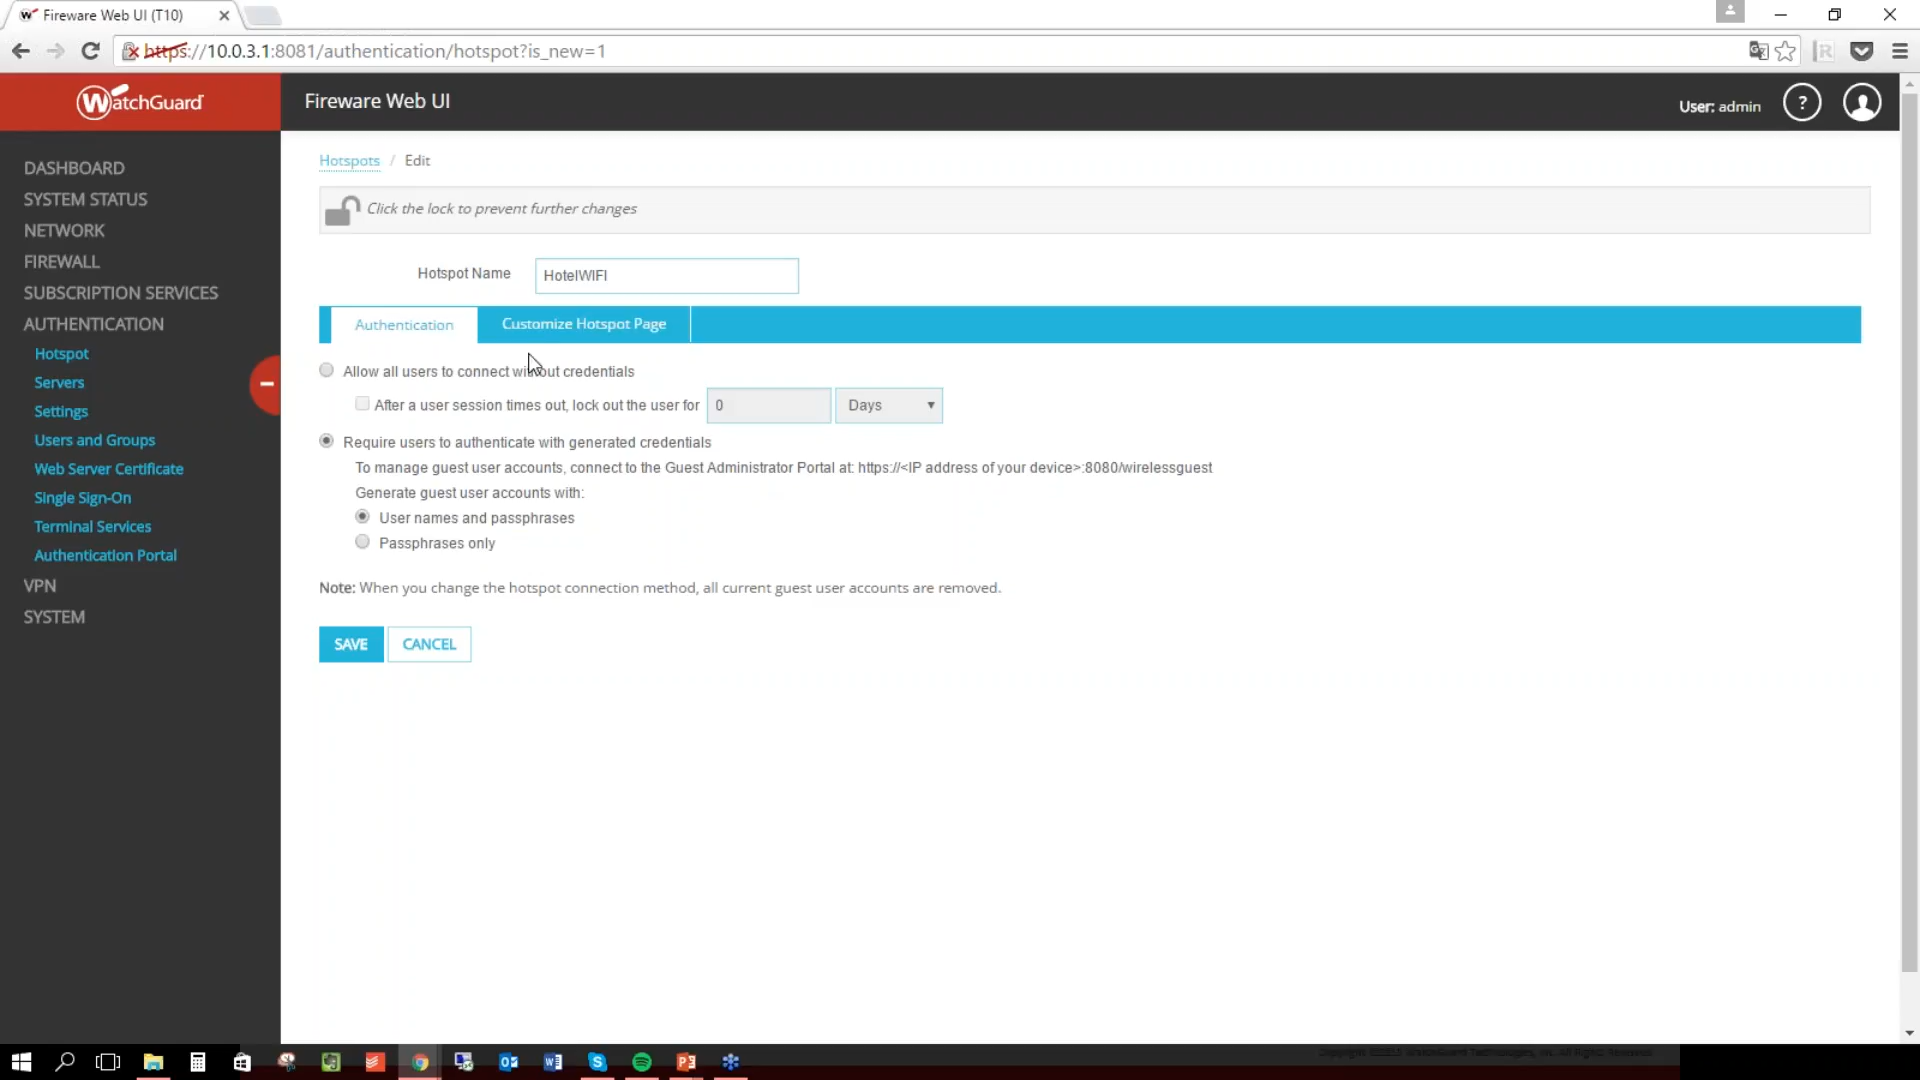 Fireware Web UI (T10)
https://10.0.3.1:8081/authentication/hotspot?is_new=1
WatchGuard
Fireware Web UI
User: admin
?
DASHBOARD
SYSTEM STATUS
NETWORK
FIREWALL
SUBSCRIPTION SERVICES
AUTHENTICATION
Hotspot
Servers
Settings
Users and Groups
Web Server Certificate
Single Sign-On
Terminal Services
Authentication Portal
VPN
SYSTEM
Hotspots / Edit
Click the lock to prevent further changes
Hotspot Name HotelWIFI
Authentication Customize Hotspot Page
Allow all users to connect without credentials
After a user session times out, lock out the user for 0 Days
Require users to authenticate with generated credentials
To manage guest user accounts, connect to the Guest Administrator Portal at: https://<IP address of your device>:8080/wirelessguest
Generate guest user accounts with:
User names and passphrases
Passphrases only
Note: When you change the hotspot connection method, all current guest user accounts are removed.
SAVE CANCEL